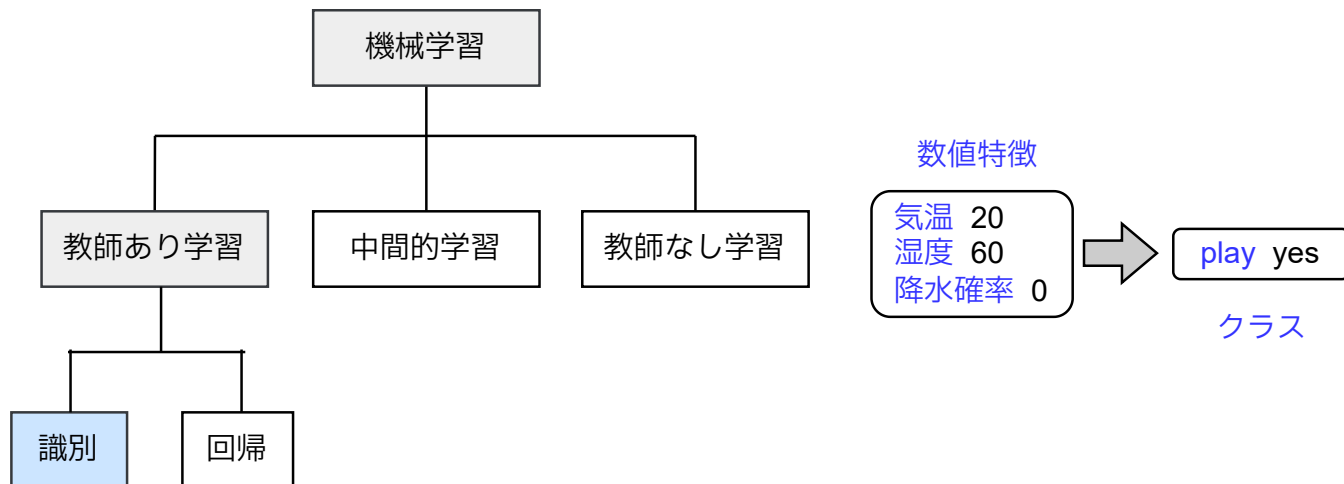 機械学習
教師あり学習
中間的学習
教師なし学習
識別
回帰
数値特徴
気温 20
湿度 60
降水確率 0
play yes
クラス